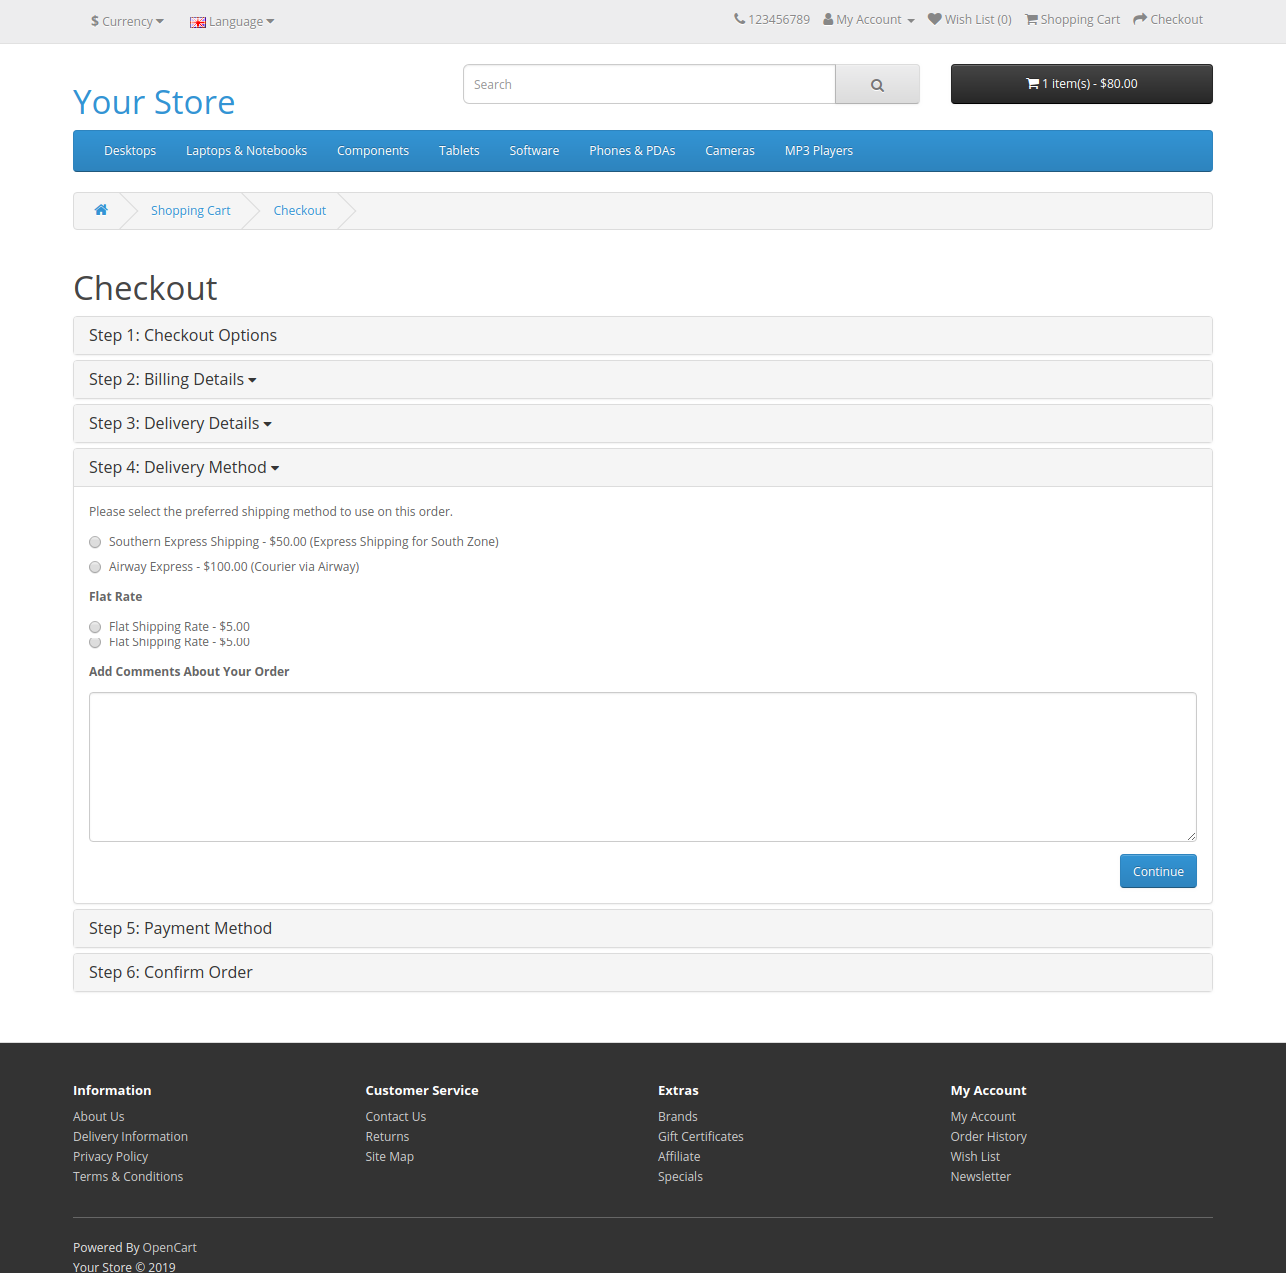 $ Currency Language 123456789 My Account Wish List (0) Shopping Cart Checkout
Your Store
Search
1 item(s) - $80.00
Desktops Laptops & Notebooks Components Tablets Software Phones & PDAs Cameras MP3 Players
Shopping Cart Checkout
Checkout
Step 1: Checkout Options
Step 2: Billing Details
Step 3: Delivery Details
Step 4: Delivery Method
Please select the preferred shipping method to use on this order.
Southern Express Shipping - $50.00 (Express Shipping for South Zone)
Airway Express - $100.00 (Courier via Airway)
Flat Rate
Flat Shipping Rate - $5.00
Flat Shipping Rate - $5.00
Add Comments About Your Order
Continue
Step 5: Payment Method
Step 6: Confirm Order
Information
About Us
Delivery Information
Privacy Policy
Terms & Conditions
Customer Service
Contact Us
Returns
Site Map
Extras
Brands
Gift Certificates
Affiliate
Specials
My Account
My Account
Order History
Wish List
Newsletter
Powered By OpenCart
Your Store © 2019